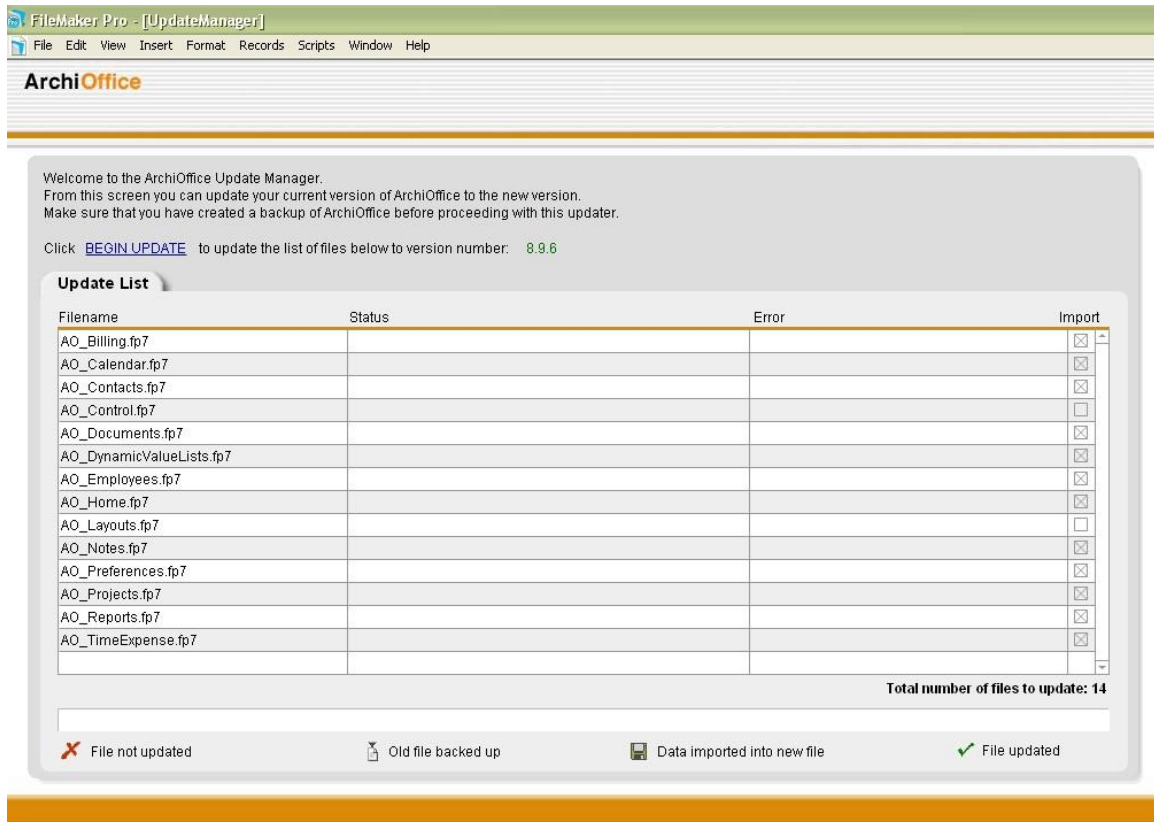 FileMaker Pro - [UpdateManager]
File Edit View Insert Format Records Scripts Window Help
ArchiOffice
Welcome to the ArchiOffice Update Manager.
From this screen you can update your current version of ArchiOffice to the new version.
Make sure that you have created a backup of ArchiOffice before proceeding with this updater.
Click BEGIN UPDATE to update the list of files below to version number: 8.9.6
Update List
Filename Status Error Import
AO_Billing.fp7
AO_Calendar.fp7
AO_Contacts.fp7
AO_Control.fp7
AO_Documents.fp7
AO_DynamicValueLists.fp7
AO_Employees.fp7
AO_Home.fp7
AO_Layouts.fp7
AO_Notes.fp7
AO_Preferences.fp7
AO_Projects.fp7
AO_Reports.fp7
AO_TimeExpense.fp7
Total number of files to update: 14
File not updated Old file backed up Data imported into new file File updated